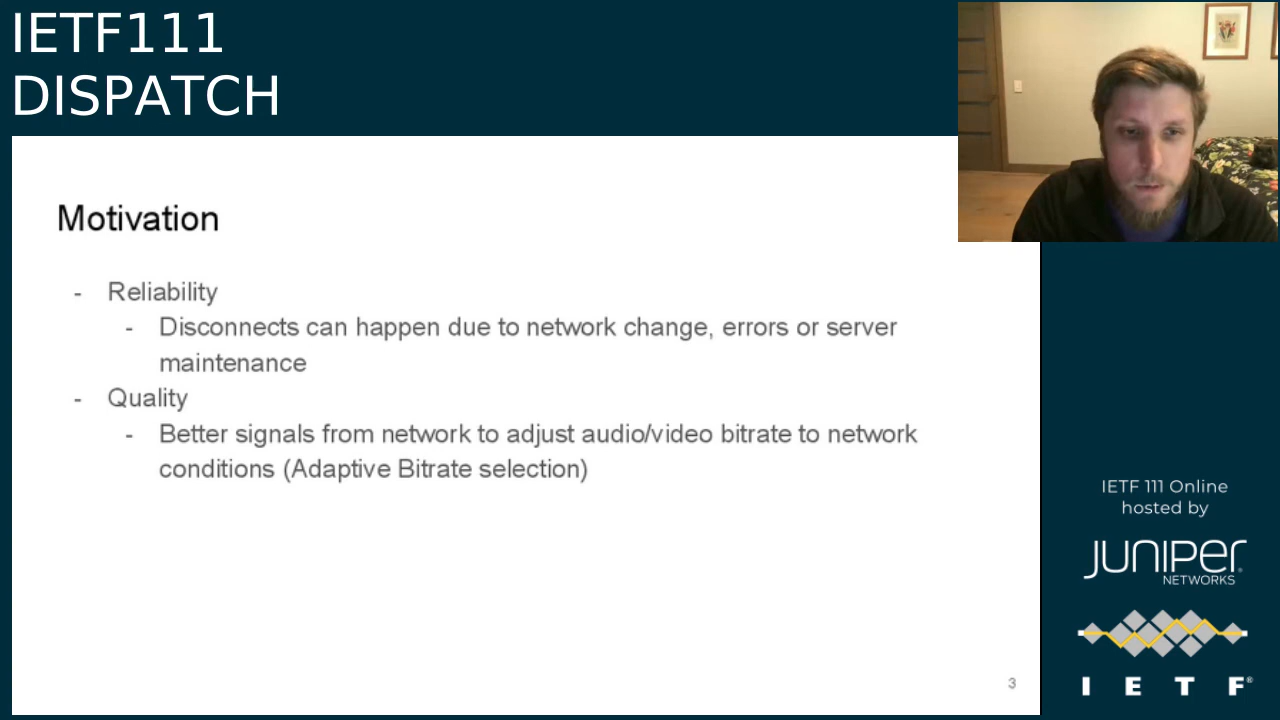 IETF111
DISPATCH
Motivation
- Reliability
- Disconnects can happen due to network change, errors or server
maintenance
- Quality
- Better signals from network to adjust audio/video bitrate to network
conditions (Adaptive Bitrate selection)
3
IETF 111 Online
hosted by
JUNIPER
NETWORKS
I E T F®